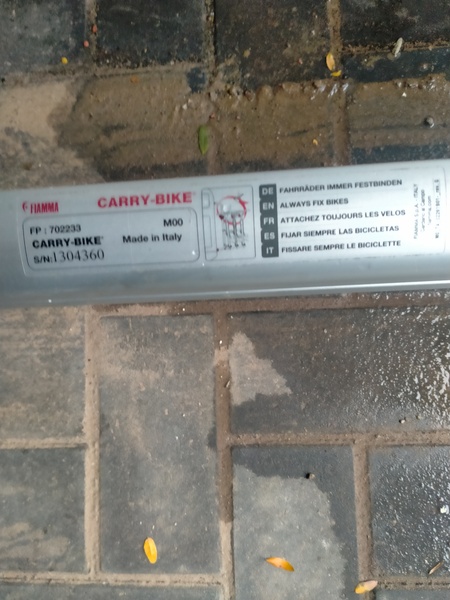 FIAMMA
CARRY-BIKE
FP : 702233 M00
CARRY-BIKE® Made in Italy
S/N:1304360
DE FAHRRÄDER IMMER FESTBINDEN
EN ALWAYS FIX BIKES
FR ATTACHEZ TOUJOURS LES VELOS
ES FIJAR SIEMPRE LAS BICICLETAS
IT FISSARE SEMPRE LE BICICLETTE